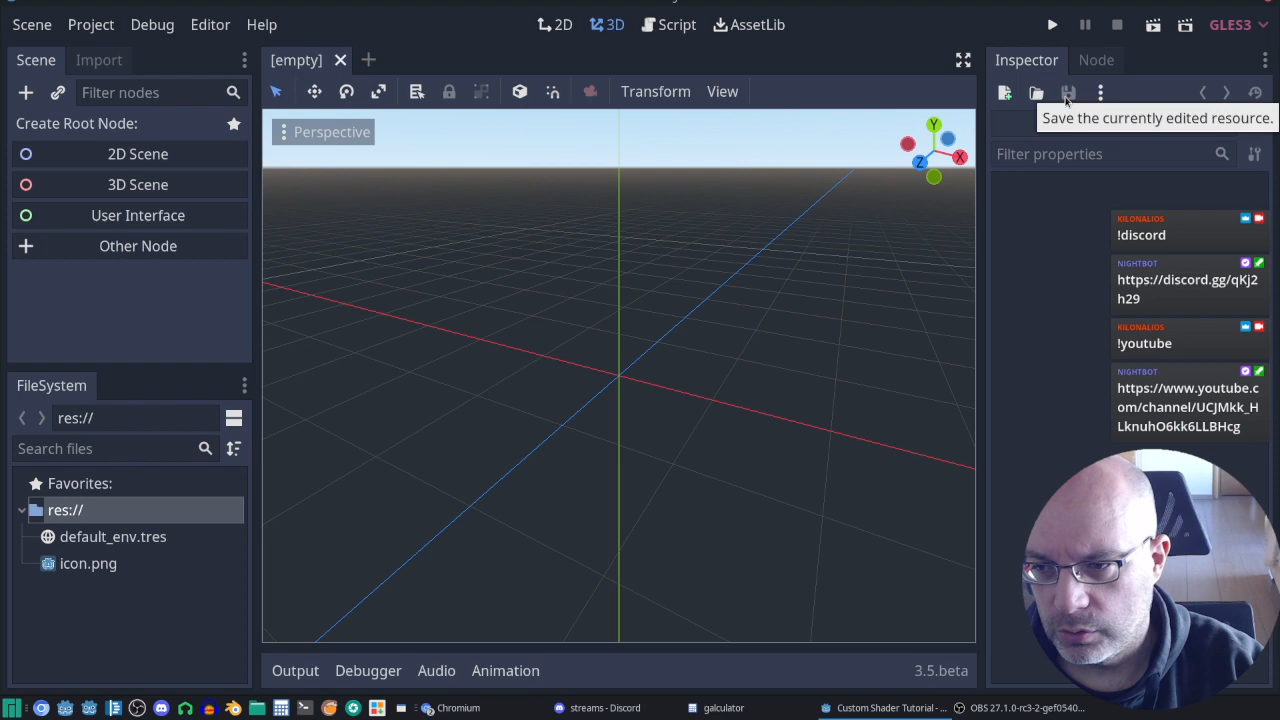 Scene Project Debug Editor Help
2D 3D Script AssetLib
GLES3
Scene Import
Filter nodes
Create Root Node:
2D Scene
3D Scene
User Interface
Other Node
FileSystem
res://
Search files
Favorites:
res://
default_env.tres
icon.png
[empty]
Transform View
Perspective
Y
X
Z
Output Debugger Audio Animation 3.5.beta
Inspector Node
Save the currently edited resource.
Filter properties
KILONALIOS
!discord
NIGHTBOT
https://discord.gg/qKj2
h29
KILONALIOS
!youtube
NIGHTBOT
https://www.youtube.c
om/channel/UCJMkk_H
LknuhO6kk6LLBHcg
Chromium
streams - Discord
galculator
Custom Shader Tutorial - ...
OBS 27.1.0-rc3-2-gef0540...